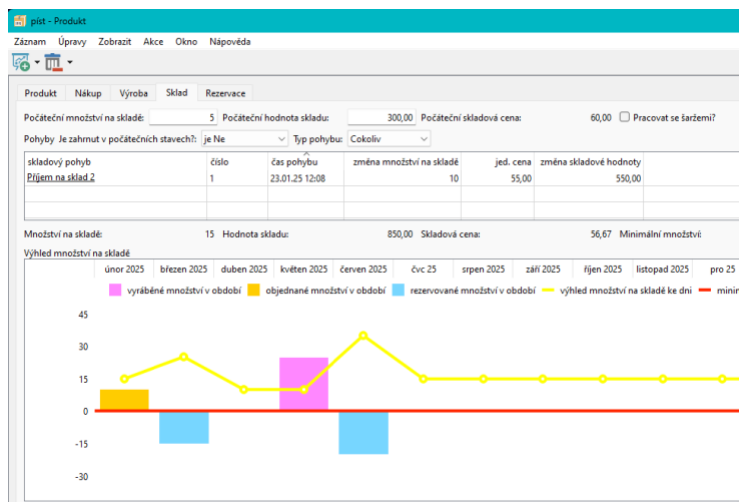 píst - Produkt
Záznam Úpravy Zobrazit Akce Okno Nápověda
Produkt Nákup Výroba Sklad Rezervace
Počáteční množství na skladě: 5 Počáteční hodnota skladu: 300,00 Počáteční skladová cena: 60,00 Pracovat se šaržemi?
Pohyby Je zahrnut v počátečních stavech?: je Ne Typ pohybu: Cokoliv
skladový pohyb číslo čas pohybu změna množství na skladě jed. cena změna skladové hodnoty
Příjem na sklad 2 1 23.01.25 12:08 10 55,00 550,00
Množství na skladě: 15 Hodnota skladu: 850,00 Skladová cena: 56,67 Minimální množství:
Výhled množství na skladě
únor 2025 březen 2025 duben 2025 květen 2025 červen 2025 čvc 25 srpen 2025 září 2025 říjen 2025 listopad 2025 pro 25
vyráběné množství v období objednané množství v období rezervované množství v období výhled množství na skladě ke dni minin
45
30
15
0
-15
-30